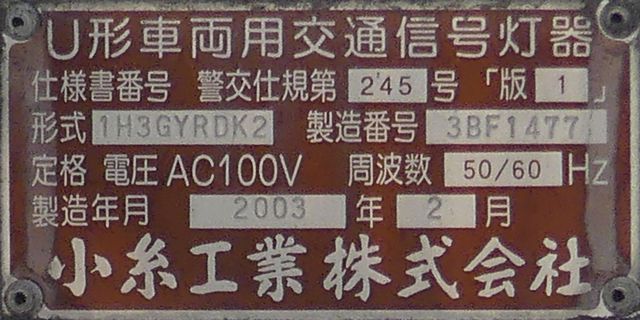 U形車両用交通信号灯器
仕様書番号 警交仕規第 245 号 「版 1 」
形式 1H3GYRDK2 製造番号 3BF1477
定格 電圧 AC100V 周波数 50/60 Hz
製造年月 2003 年 2 月
小糸工業株式会社